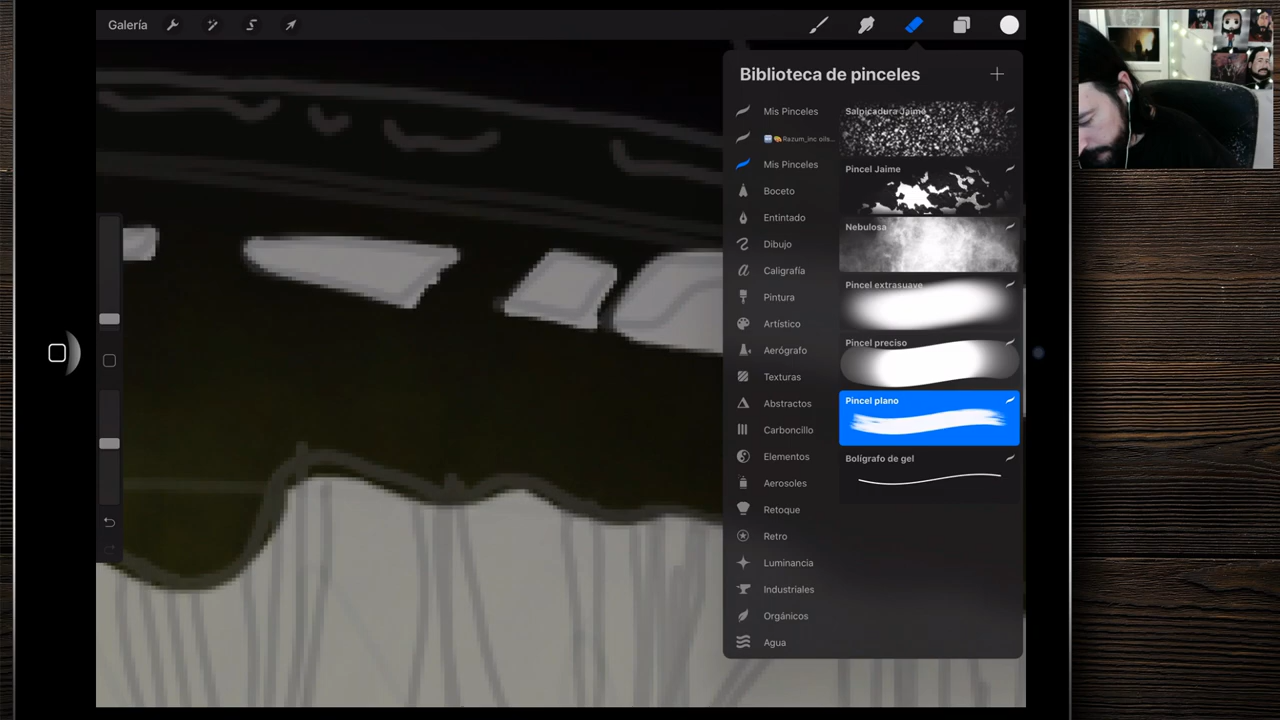 Galería
Biblioteca de pinceles
Mis Pinceles
Razum_inc oils...
Mis Pinceles
Boceto
Entintado
Dibujo
Caligrafía
Pintura
Artístico
Aerógrafo
Texturas
Abstractos
Carboncillo
Elementos
Aerosoles
Retoque
Retro
Luminancia
Industriales
Orgánicos
Agua
Salpicadura Jaime
Pincel Jaime
Nebulosa
Pincel extrasuave
Pincel preciso
Pincel plano
Bolígrafo de gel